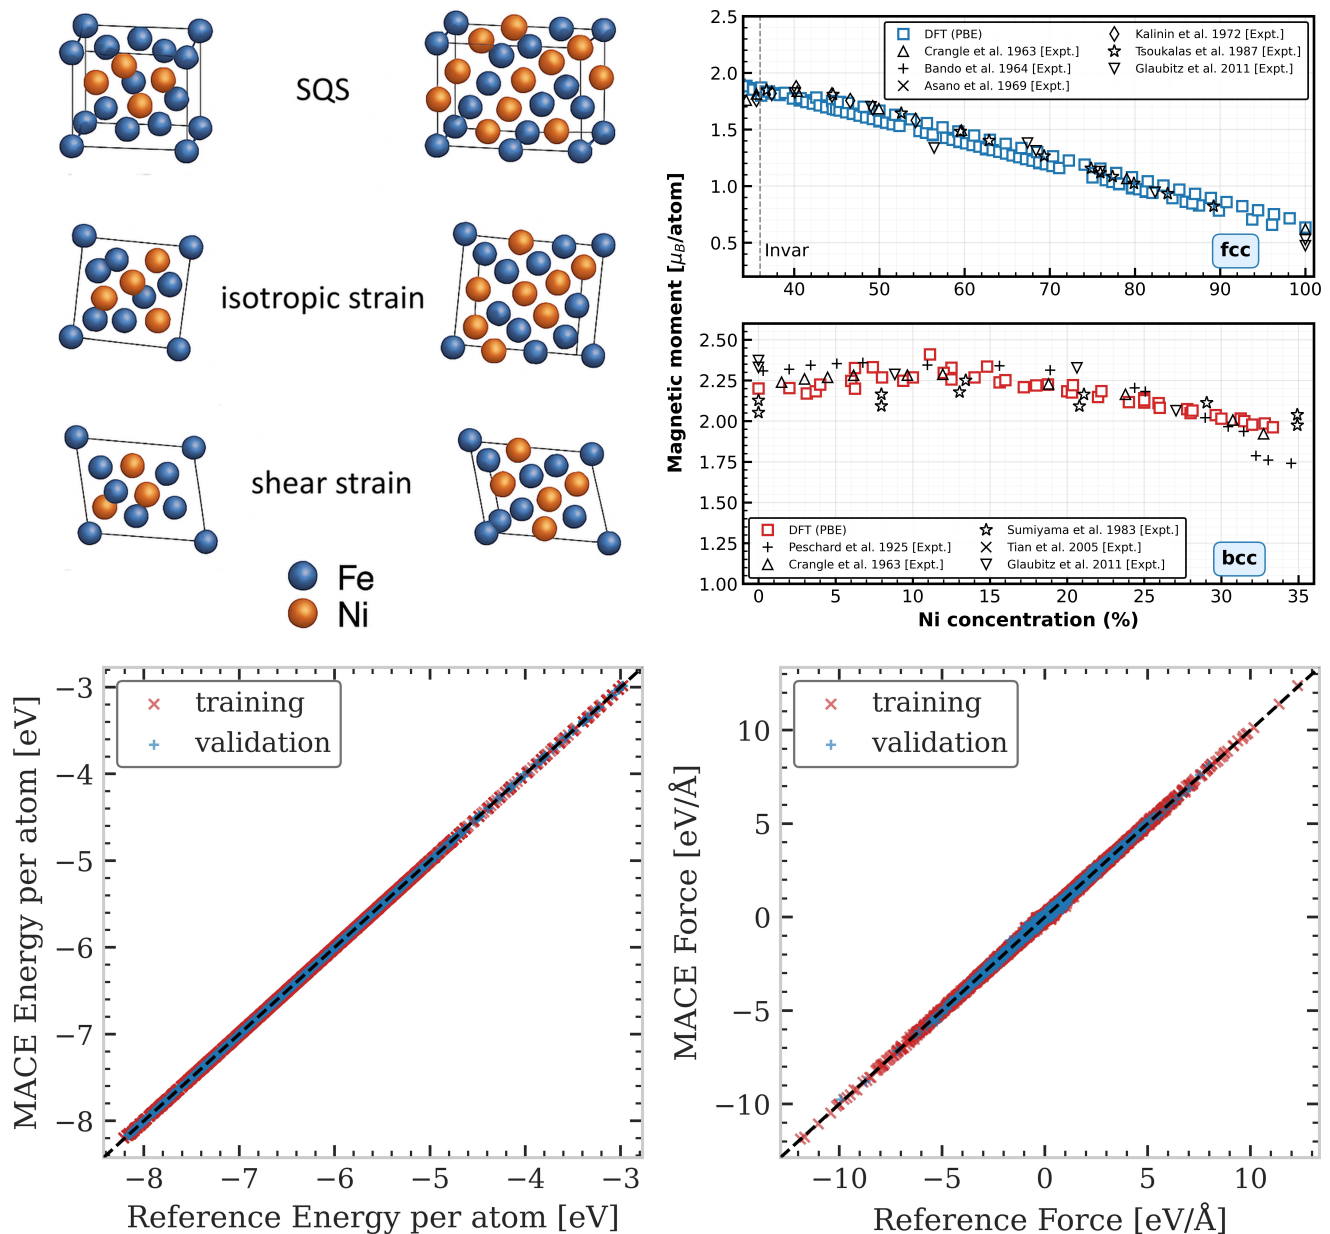 SQS
isotropic strain
shear strain
Fe
Ni
Magnetic moment [μB/atom]
2.5
2.0
1.5
1.0
0.5
DFT (PBE)
Crangle et al. 1963 [Expt.]
Bando et al. 1964 [Expt.]
Asano et al. 1969 [Expt.]
Kalinin et al. 1972 [Expt.]
Tsoukalas et al. 1987 [Expt.]
Glaubitz et al. 2011 [Expt.]
Invar
fcc
40 50 60 70 80 90 100
2.50
2.25
2.00
1.75
1.50
1.25
1.00
DFT (PBE)
Peschard et al. 1925 [Expt.]
Crangle et al. 1963 [Expt.]
Sumiyama et al. 1983 [Expt.]
Tian et al. 2005 [Expt.]
Glaubitz et al. 2011 [Expt.]
bcc
0 5 10 15 20 25 30 35
Ni concentration (%)
MACE Energy per atom [eV]
−3
−4
−5
−6
−7
−8
training
validation
−8 −7 −6 −5 −4 −3
Reference Energy per atom [eV]
MACE Force [eV/Å]
10
5
0
−5
−10
training
validation
−10 −5 0 5 10
Reference Force [eV/Å]